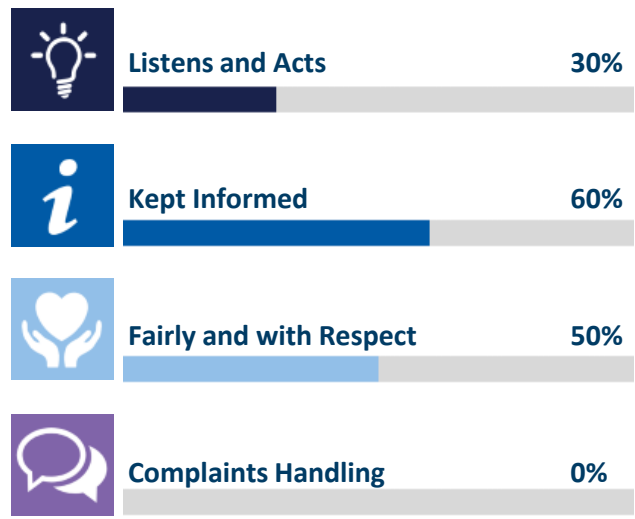 Listens and Acts 30%
Kept Informed 60%
Fairly and with Respect 50%
Complaints Handling 0%